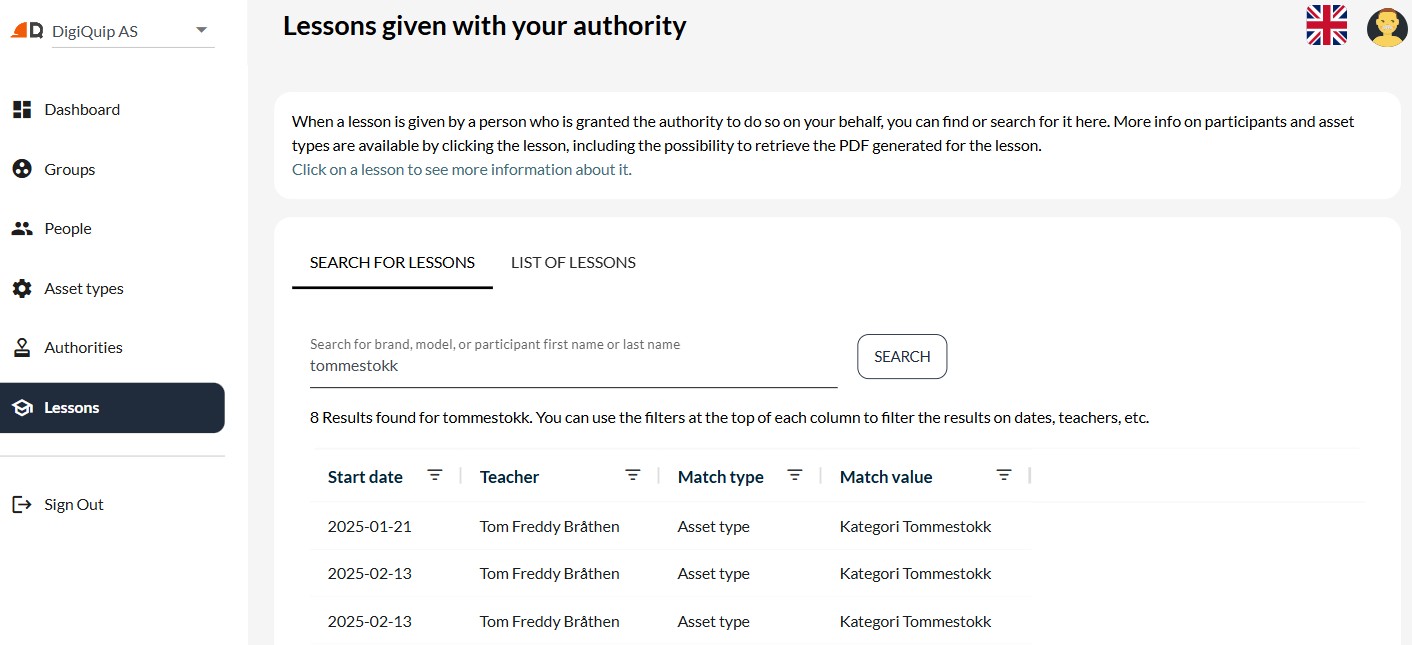 DigiQuip AS
Dashboard
Groups
People
Asset types
Authorities
Lessons
Sign Out
Lessons given with your authority
When a lesson is given by a person who is granted the authority to do so on your behalf, you can find or search for it here. More info on participants and asset
types are available by clicking the lesson, including the possibility to retrieve the PDF generated for the lesson.
Click on a lesson to see more information about it.
SEARCH FOR LESSONS LIST OF LESSONS
Search for brand, model, or participant first name or last name
tommestokk
SEARCH
8 Results found for tommestokk. You can use the filters at the top of each column to filter the results on dates, teachers, etc.
Start date Teacher Match type Match value
2025-01-21 Tom Freddy Bråthen Asset type Kategori Tommestokk
2025-02-13 Tom Freddy Bråthen Asset type Kategori Tommestokk
2025-02-13 Tom Freddy Bråthen Asset type Kategori Tommestokk